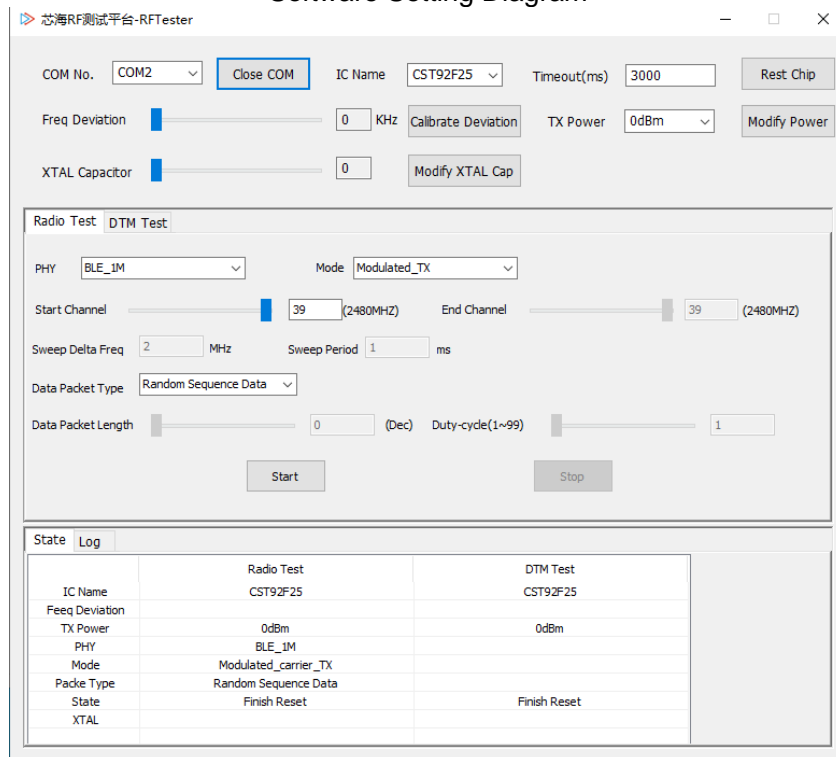 Software Setting Diagram
芯海RF测试平台-RFTester
COM No. COM2 Close COM IC Name CST92F25 Timeout(ms) 3000 Rest Chip
Freq Deviation 0 KHz Calibrate Deviation TX Power 0dBm Modify Power
XTAL Capacitor 0 Modify XTAL Cap
Radio Test DTM Test
PHY BLE_1M Mode Modulated_TX
Start Channel 39 (2480MHZ) End Channel 39 (2480MHZ)
Sweep Delta Freq 2 MHz Sweep Period 1 ms
Data Packet Type Random Sequence Data
Data Packet Length 0 (Dec) Duty-cycle(1~99) 1
Start Stop
State Log
Radio Test DTM Test
IC Name CST92F25 CST92F25
Feeq Deviation
TX Power 0dBm 0dBm
PHY BLE_1M
Mode Modulated_carrier_TX
Packe Type Random Sequence Data
State Finish Reset Finish Reset
XTAL